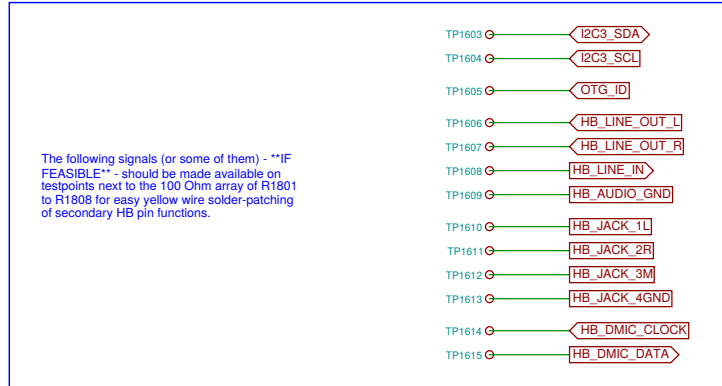 TP1603 I2C3_SDA
TP1604 I2C3_SCL
TP1605 OTG_ID
TP1606 HB_LINE_OUT_L
TP1607 HB_LINE_OUT_R
TP1608 HB_LINE_IN
TP1609 HB_AUDIO_GND
TP1610 HB_JACK_1L
TP1611 HB_JACK_2R
TP1612 HB_JACK_3M
TP1613 HB_JACK_4GND
TP1614 HB_DMIC_CLOCK
TP1615 HB_DMIC_DATA
The following signals (or some of them) - **IF
FEASIBLE** - should be made available on
testpoints next to the 100 Ohm array of R1801
to R1808 for easy yellow wire solder-patching
of secondary HB pin functions.